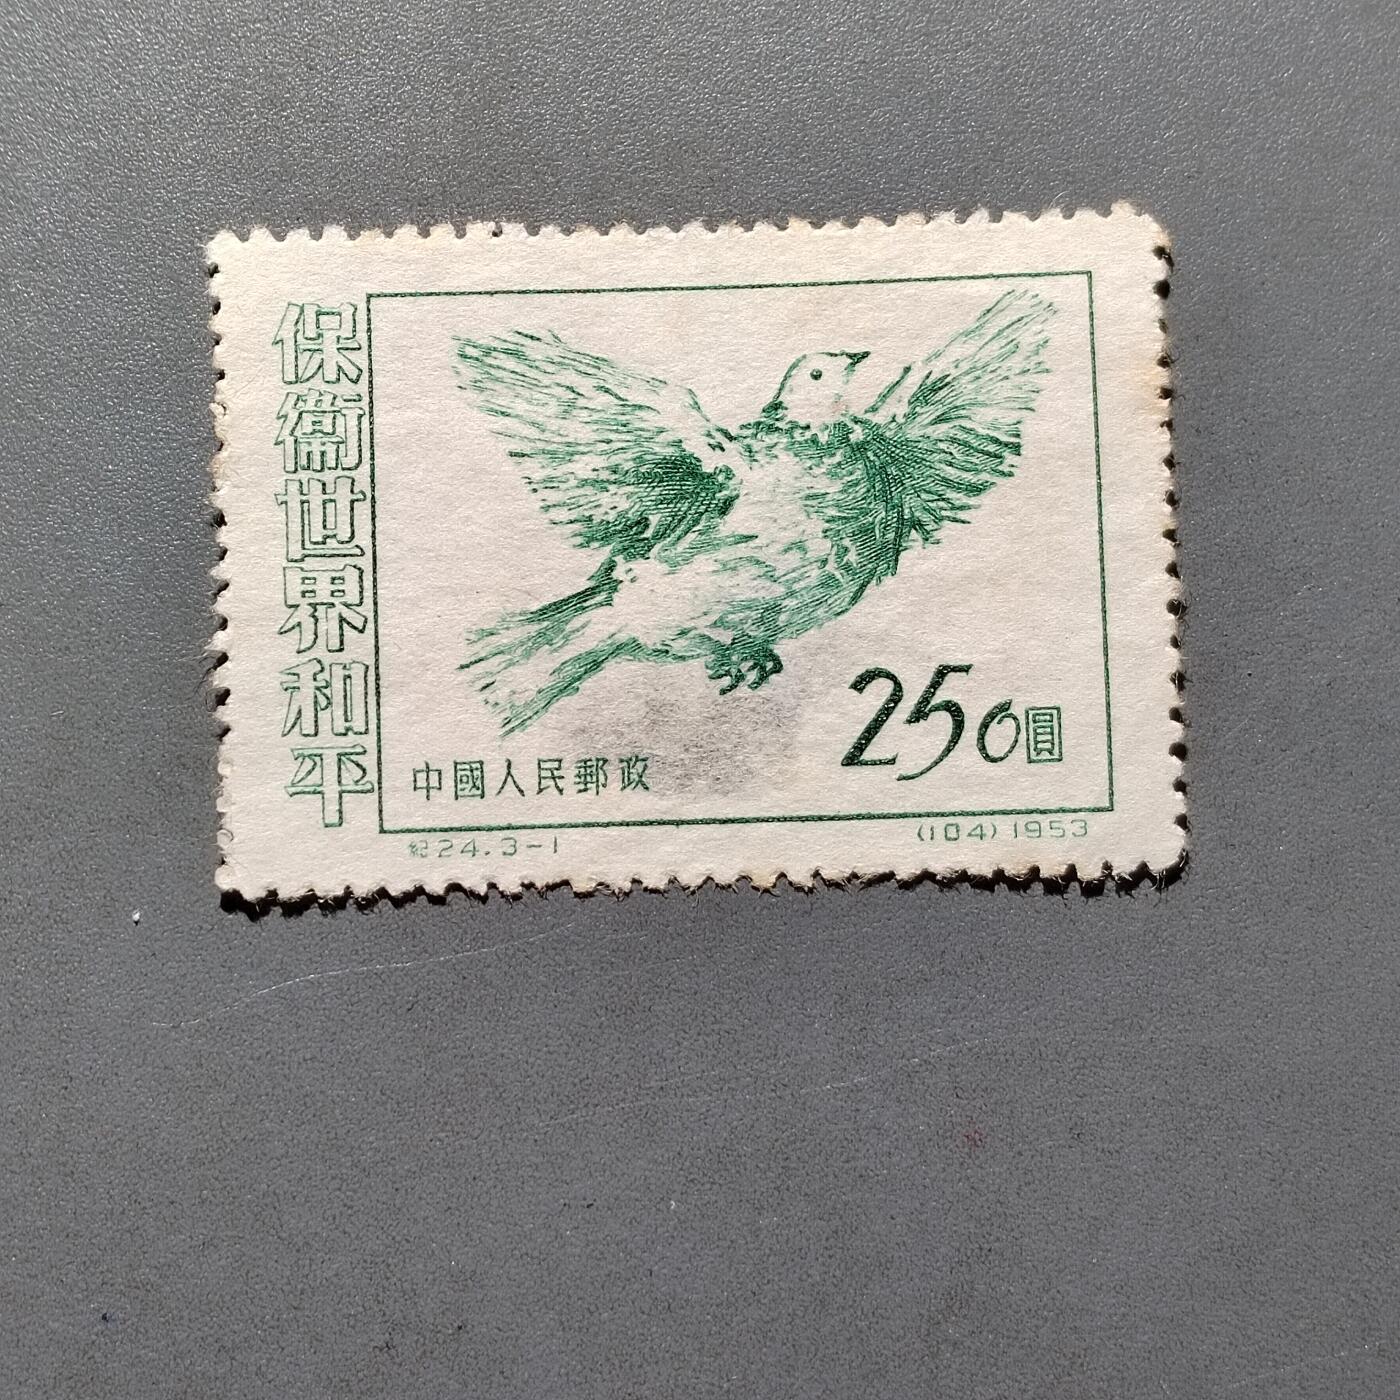 保衞世界和平
250圓
中國人民郵政
紀24.3-1
(104)1953